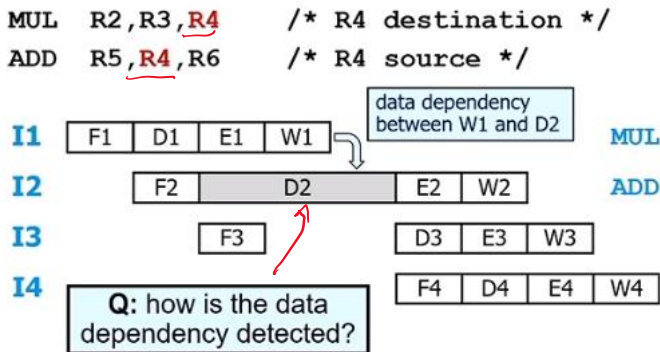 MUL R2,R3,R4 /* R4 destination */
ADD R5,R4,R6 /* R4 source */
data dependency
between W1 and D2
I1 F1 D1 E1 W1 MUL
I2 F2 D2 E2 W2 ADD
I3 F3 D3 E3 W3
I4 F4 D4 E4 W4
Q: how is the data
dependency detected?